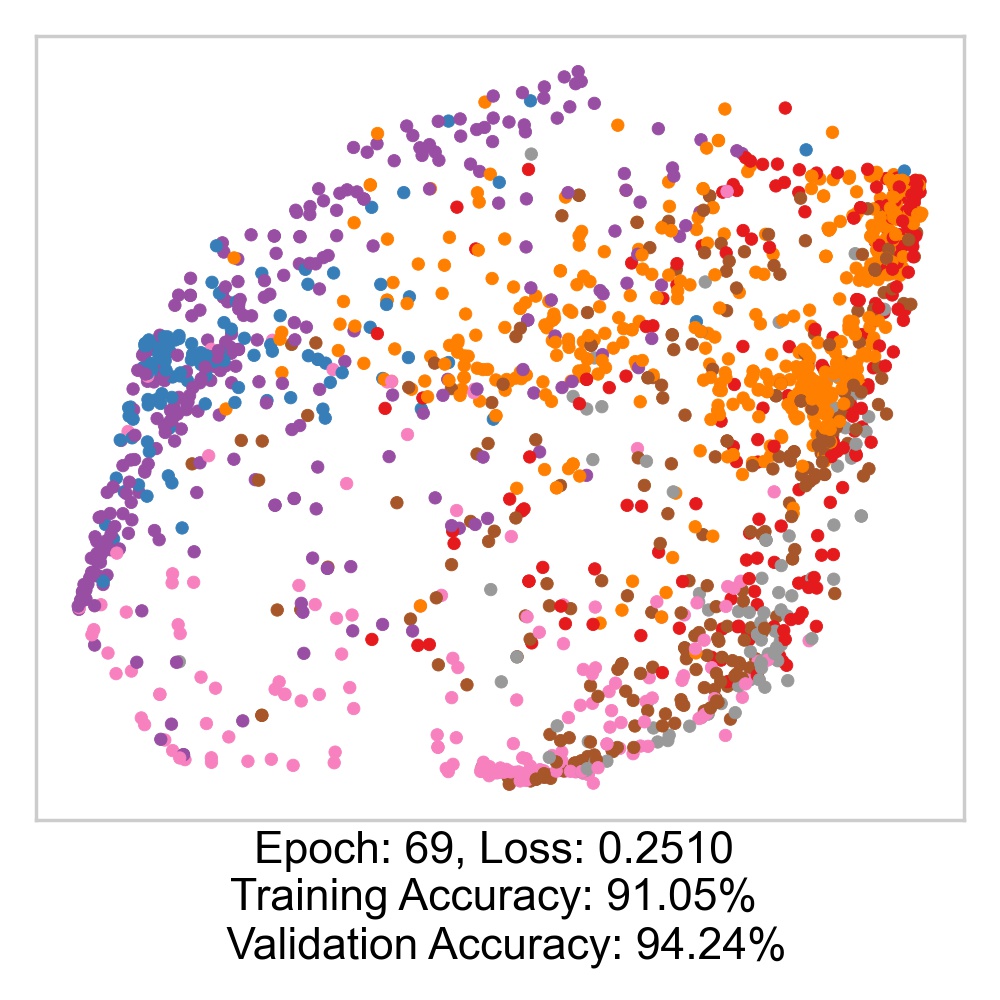 Epoch: 69, Loss: 0.2510
Training Accuracy: 91.05%
Validation Accuracy: 94.24%